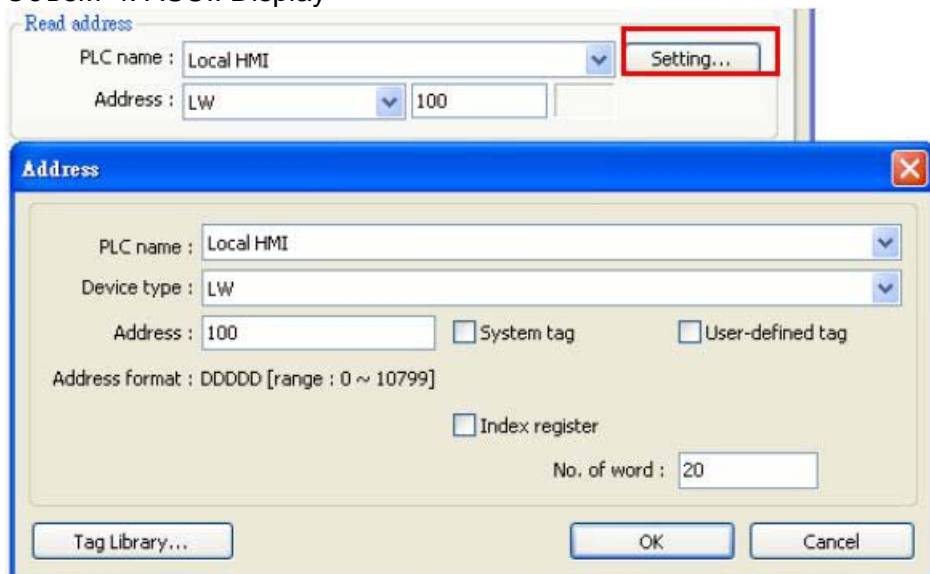 Read address
PLC name : Local HMI Setting...
Address : LW 100
Address
PLC name : Local HMI
Device type : LW
Address : 100 System tag User-defined tag
Address format : DDDDD [range : 0 ~ 10799]
Index register
No. of word : 20
Tag Library... OK Cancel